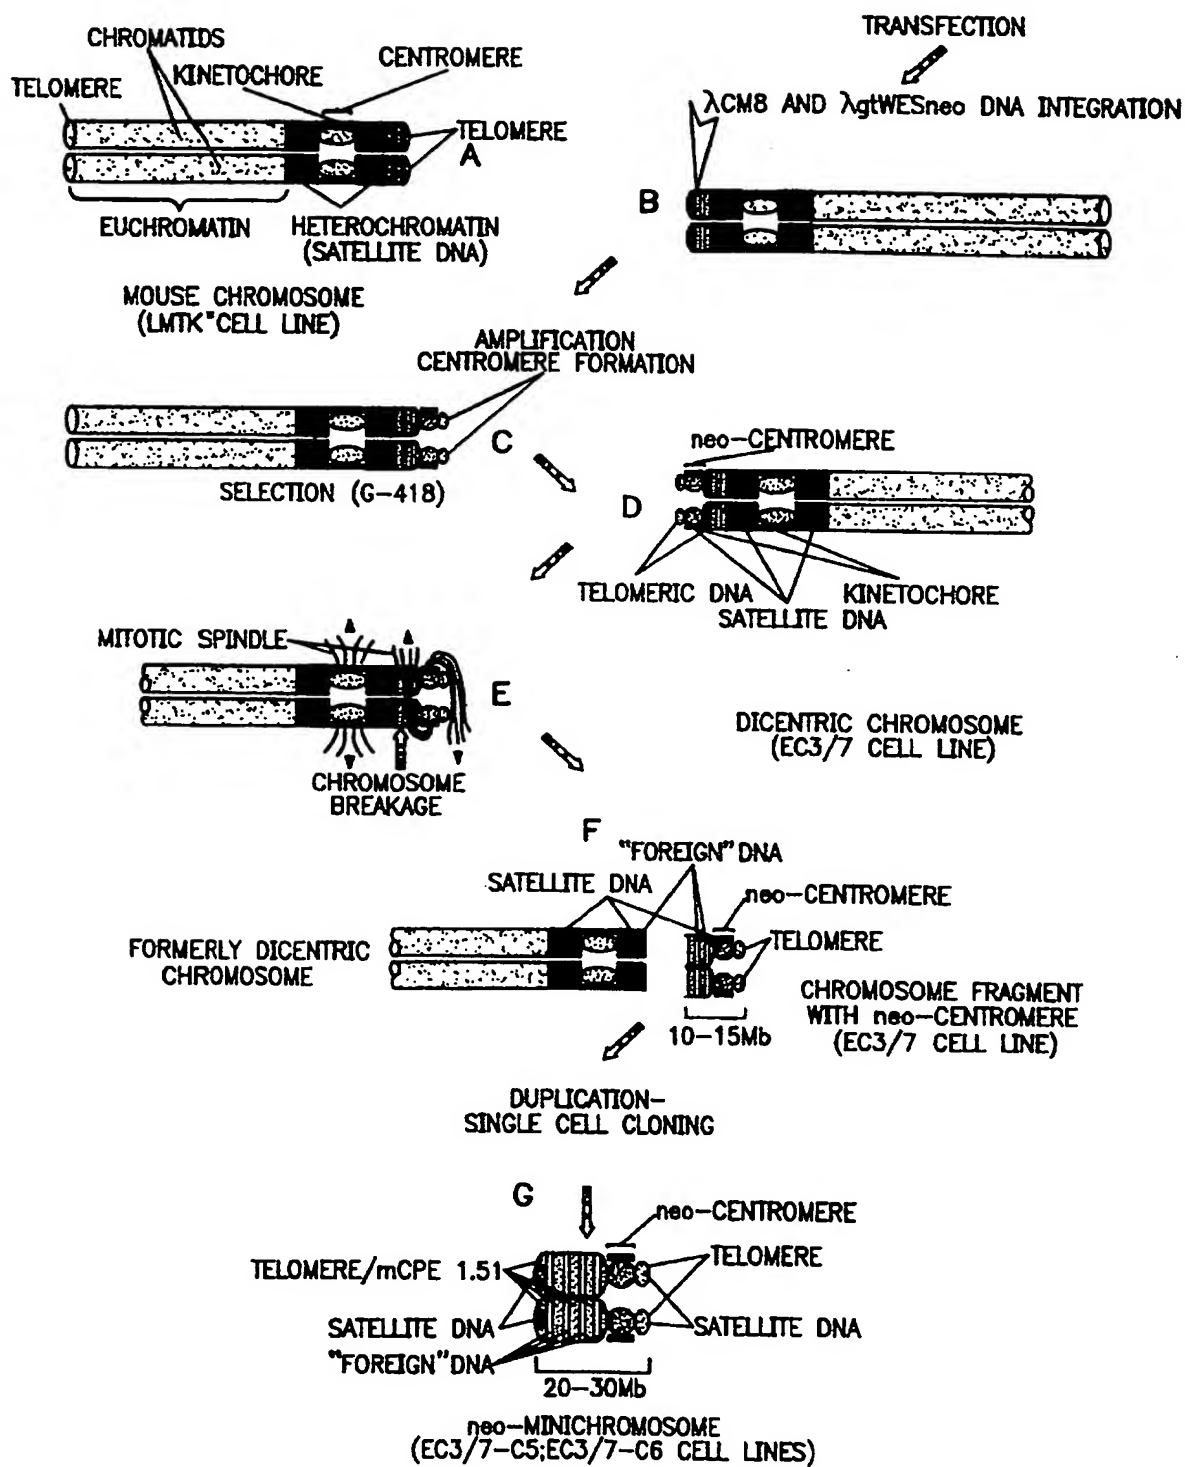 TRANSFECTION
CHROMATIDS
CENTROMERE
KINETOCHORE
TELOMERE
λCM8 AND λgtWESneo DNA INTEGRATION
TELOMERE
A
B
EUCHROMATIN
HETEROCHROMATIN
(SATELLITE DNA)
MOUSE CHROMOSOME
(LMTK⁻CELL LINE)
AMPLIFICATION
CENTROMERE FORMATION
C
neo-CENTROMERE
SELECTION (G-418)
D
TELOMERIC DNA
KINETOCHORE
SATELLITE DNA
MITOTIC SPINDLE
E
DICENTRIC CHROMOSOME
(EC3/7 CELL LINE)
CHROMOSOME
BREAKAGE
F
"FOREIGN" DNA
SATELLITE DNA
neo-CENTROMERE
FORMERLY DICENTRIC
CHROMOSOME
TELOMERE
CHROMOSOME FRAGMENT
WITH neo-CENTROMERE
(EC3/7 CELL LINE)
10-15Mb
DUPLICATION-
SINGLE CELL CLONING
G
neo-CENTROMERE
TELOMERE/mCPE 1.51
TELOMERE
SATELLITE DNA
SATELLITE DNA
"FOREIGN" DNA
20-30Mb
neo-MINICHROMOSOME
(EC3/7-C5;EC3/7-C6 CELL LINES)